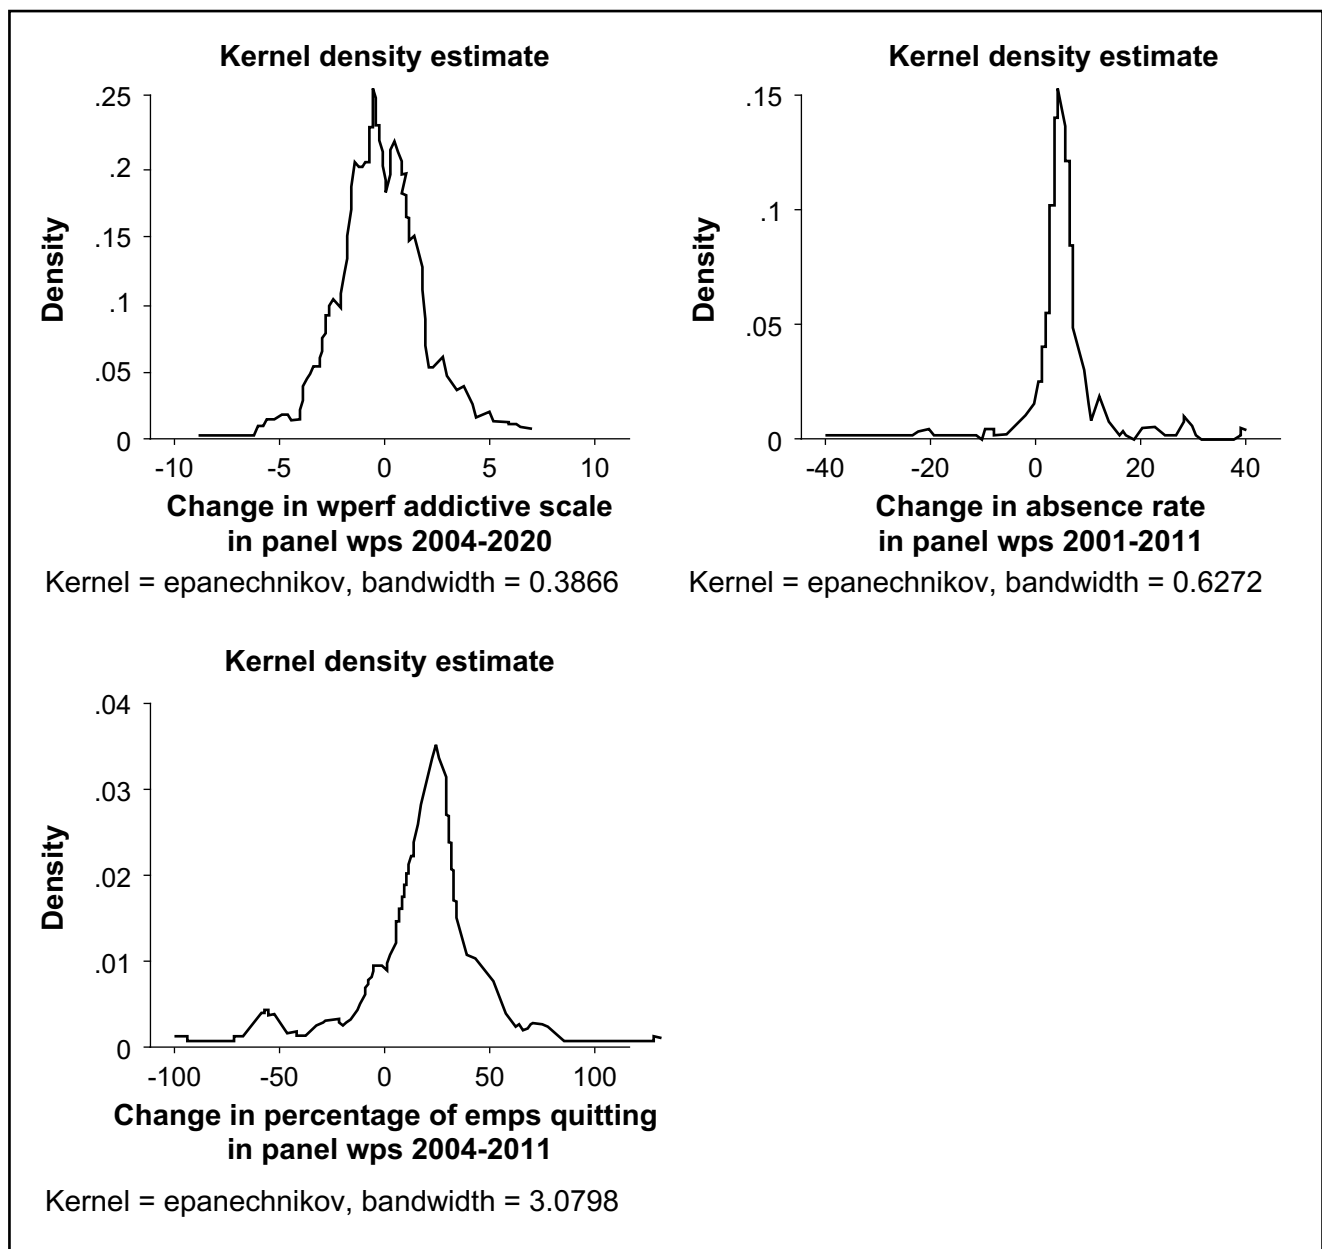 Kernel density estimate
.25
.2
.15
.1
.05
0
Density
-10 -5 0 5 10
Change in wperf addictive scale
in panel wps 2004-2020
Kernel = epanechnikov, bandwidth = 0.3866
Kernel density estimate
.15
.1
.05
0
Density
-40 -20 0 20 40
Change in absence rate
in panel wps 2001-2011
Kernel = epanechnikov, bandwidth = 0.6272
Kernel density estimate
.04
.03
.02
.01
0
Density
-100 -50 0 50 100
Change in percentage of emps quitting
in panel wps 2004-2011
Kernel = epanechnikov, bandwidth = 3.0798